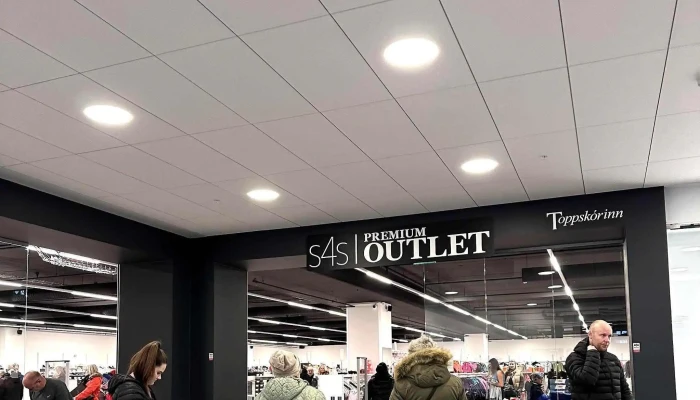 s4s
PREMIUM
OUTLET
Toppskórinn